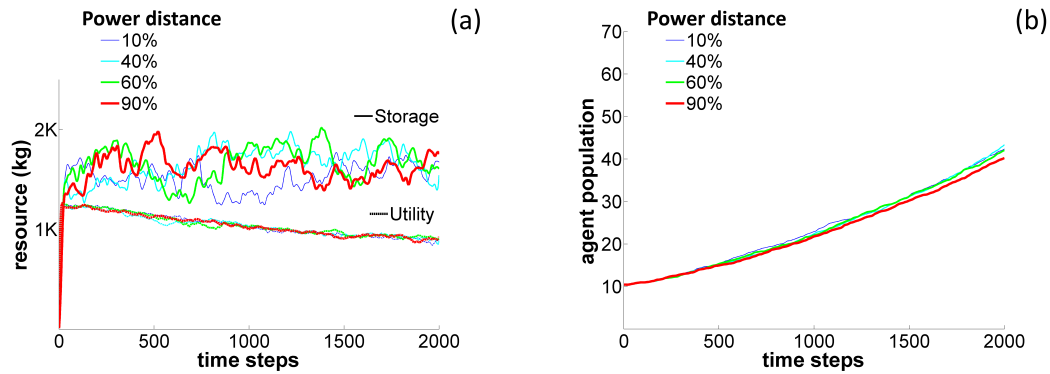 Power distance
(a)
10%
40%
60%
90%
Storage
Utility
resource (kg)
2K
1K
0
500
1000
1500
2000
time steps
Power distance
(b)
10%
40%
60%
90%
agent population
70
60
50
40
30
20
10
0
500
1000
1500
2000
time steps